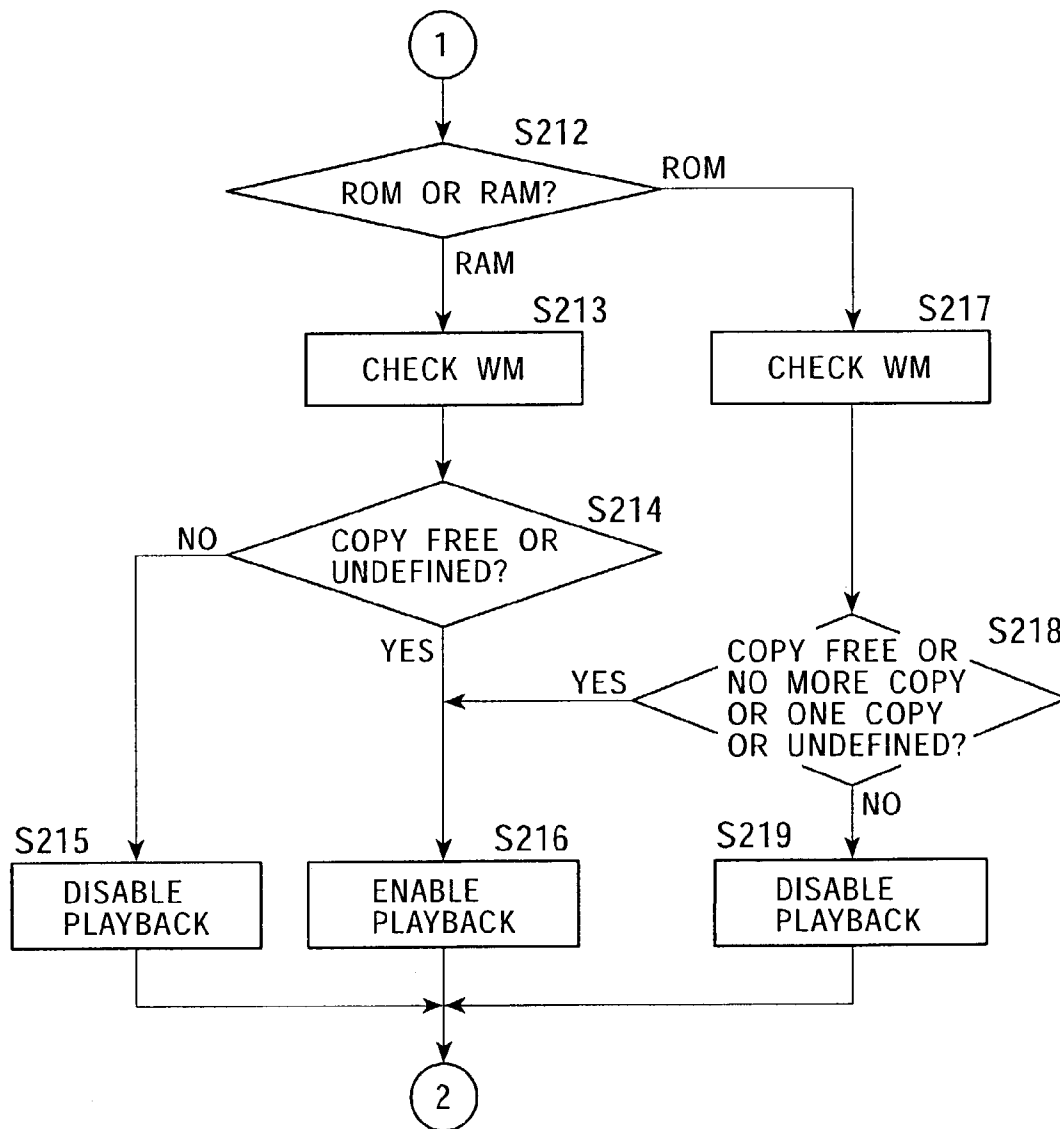 1
S212
ROM OR RAM?
ROM
RAM
S213
CHECK WM
S217
CHECK WM
S214
COPY FREE OR
UNDEFINED?
NO
YES
S218
COPY FREE OR
NO MORE COPY
OR ONE COPY
OR UNDEFINED?
YES
NO
S215
DISABLE
PLAYBACK
S216
ENABLE
PLAYBACK
S219
DISABLE
PLAYBACK
2